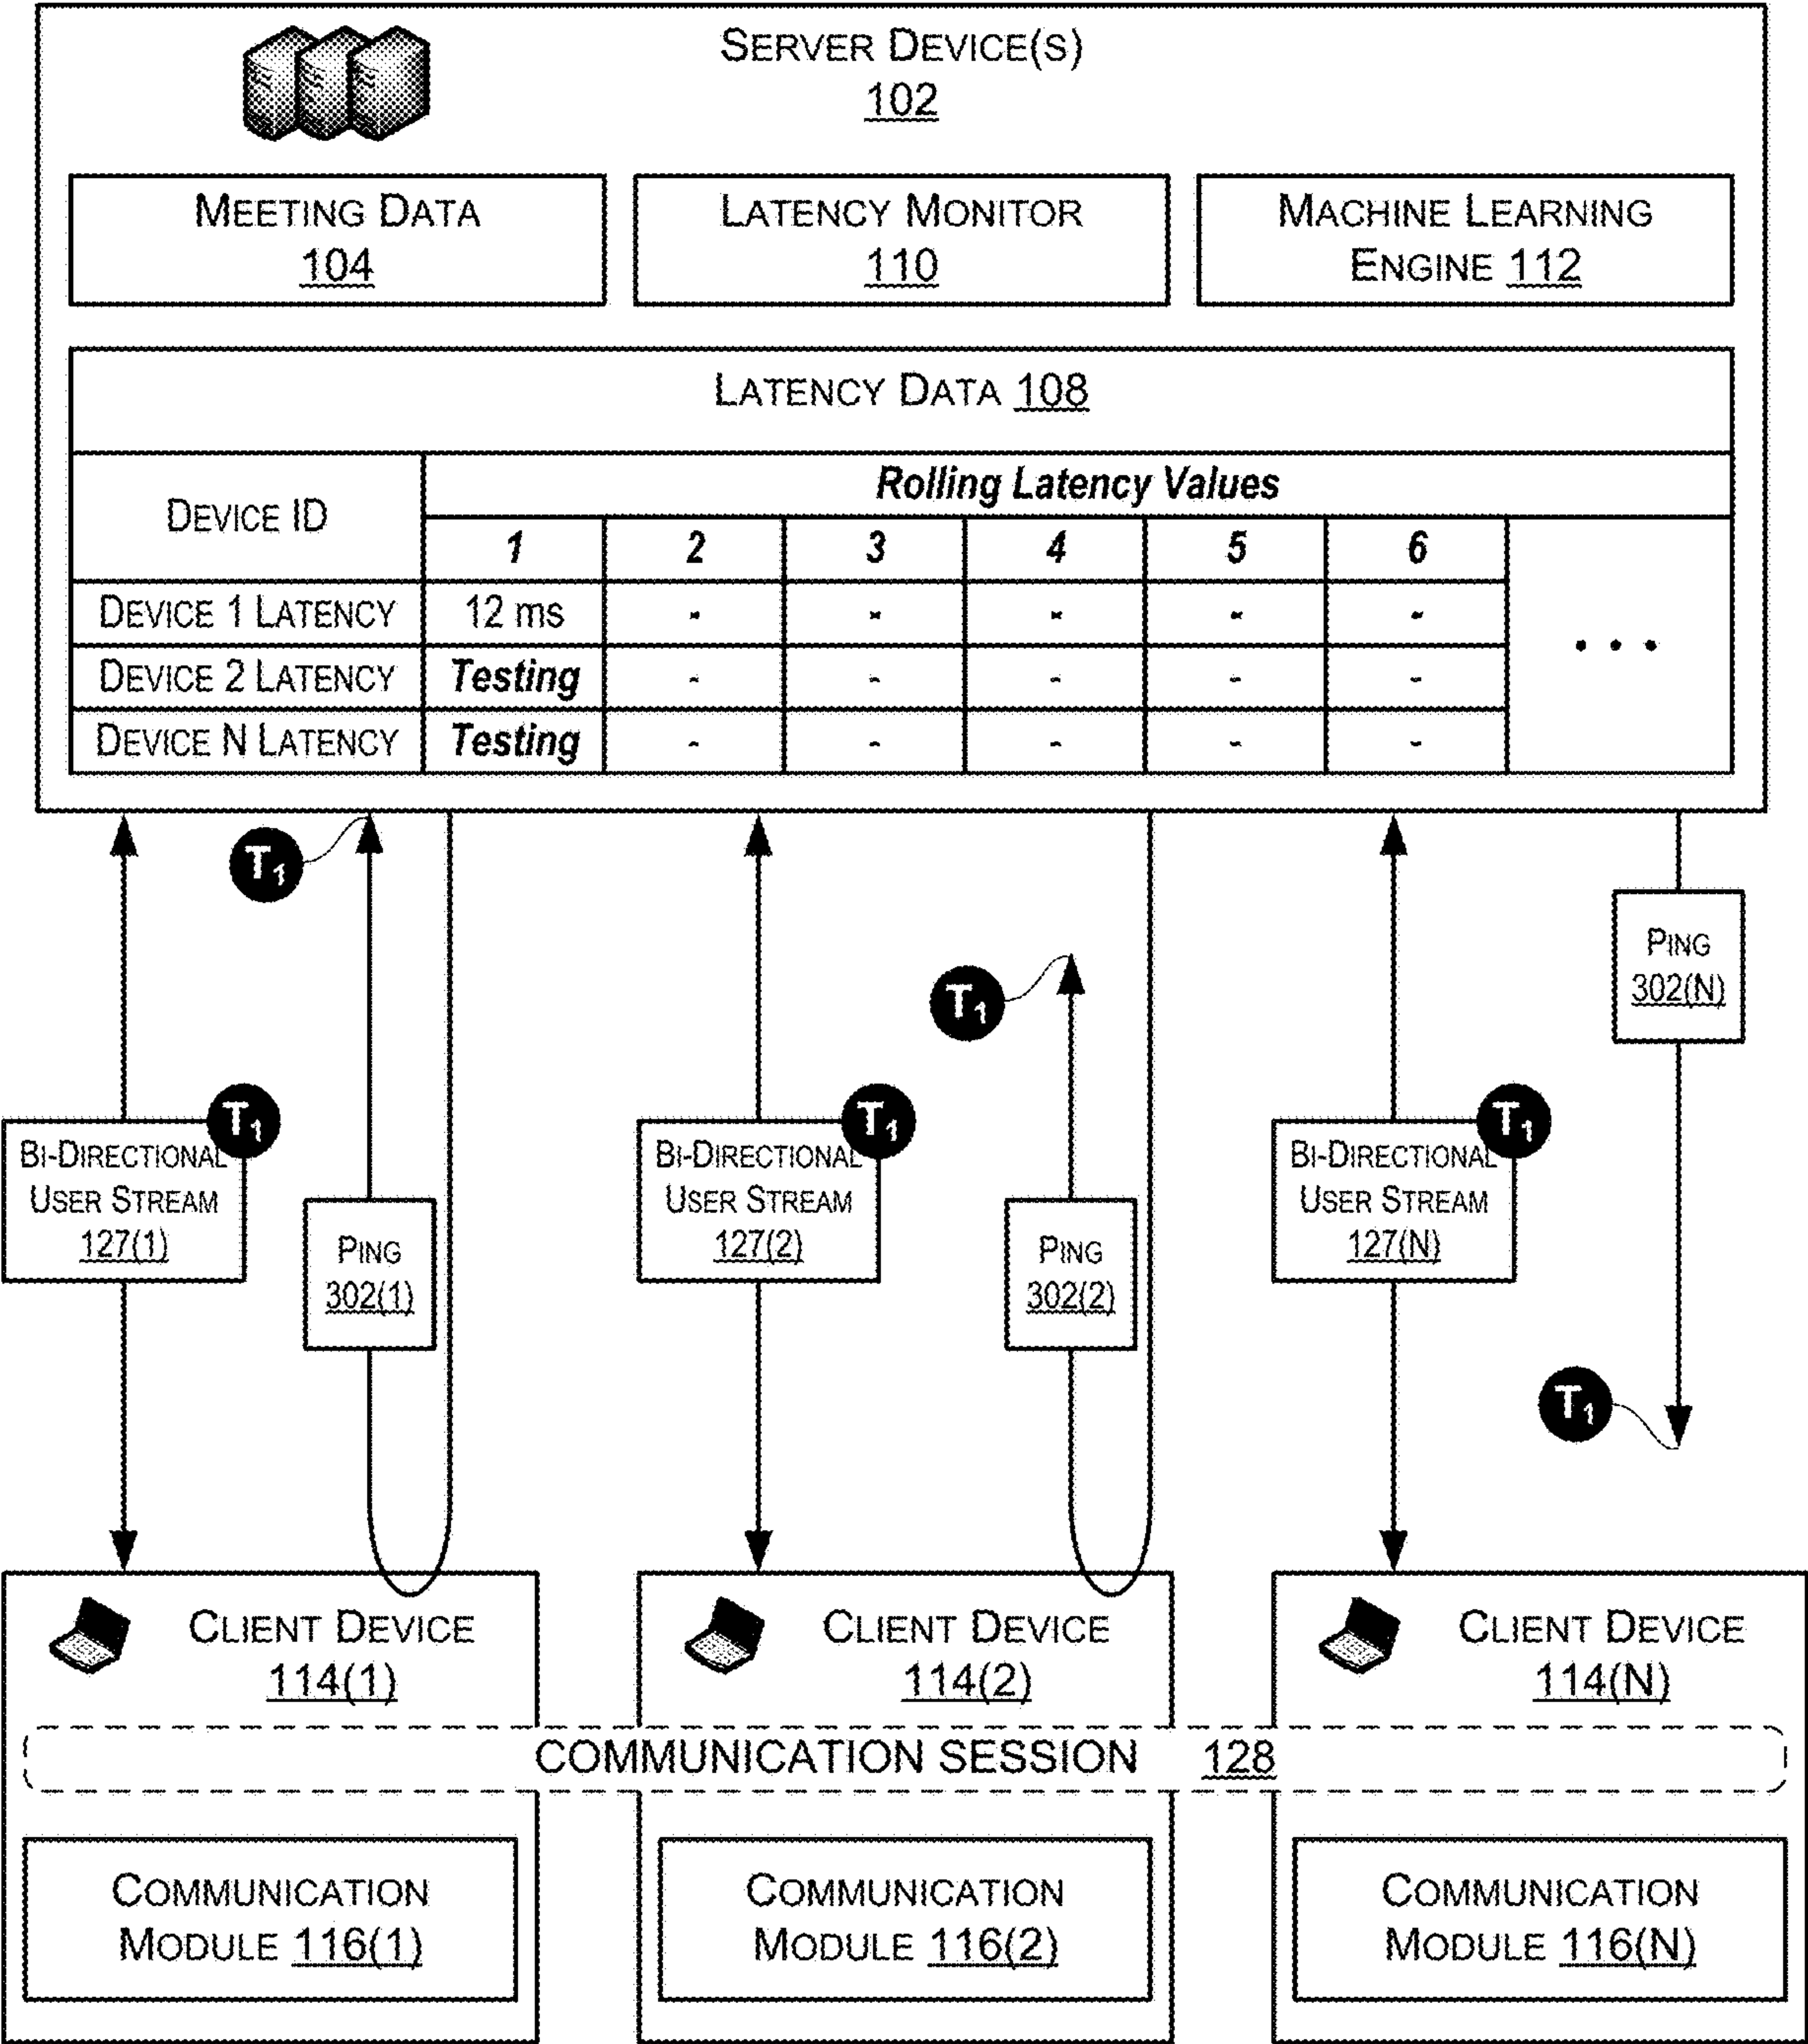 SERVER DEVICE(S)
102
MEETING DATA
104
LATENCY MONITOR
110
MACHINE LEARNING
ENGINE 112
LATENCY DATA 108
DEVICE ID
Rolling Latency Values
1 2 3 4 5 6
DEVICE 1 LATENCY 12 ms - - - - -
. . .
DEVICE 2 LATENCY Testing - - - - -
DEVICE N LATENCY Testing - - - - -
T1
PING
302(N)
T1
T1
T1
T1
BI-DIRECTIONAL
USER STREAM
127(1)
PING
302(1)
BI-DIRECTIONAL
USER STREAM
127(2)
PING
302(2)
BI-DIRECTIONAL
USER STREAM
127(N)
T1
CLIENT DEVICE
114(1)
CLIENT DEVICE
114(2)
CLIENT DEVICE
114(N)
COMMUNICATION SESSION 128
COMMUNICATION
MODULE 116(1)
COMMUNICATION
MODULE 116(2)
COMMUNICATION
MODULE 116(N)